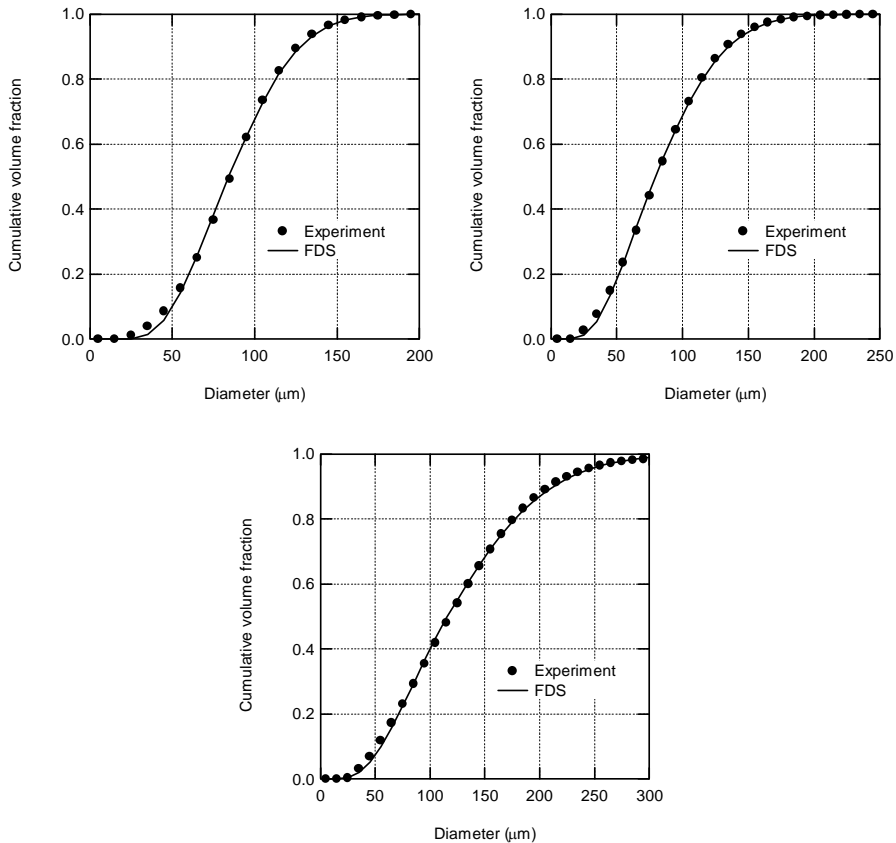 1.0
0.8
0.6
0.4
0.2
0.0
Cumulative volume fraction
Experiment
FDS
0 50 100 150 200
Diameter (μm)
1.0
0.8
0.6
0.4
0.2
0.0
Cumulative volume fraction
Experiment
FDS
0 50 100 150 200 250
Diameter (μm)
1.0
0.8
0.6
0.4
0.2
0.0
Cumulative volume fraction
Experiment
FDS
0 50 100 150 200 250 300
Diameter (μm)